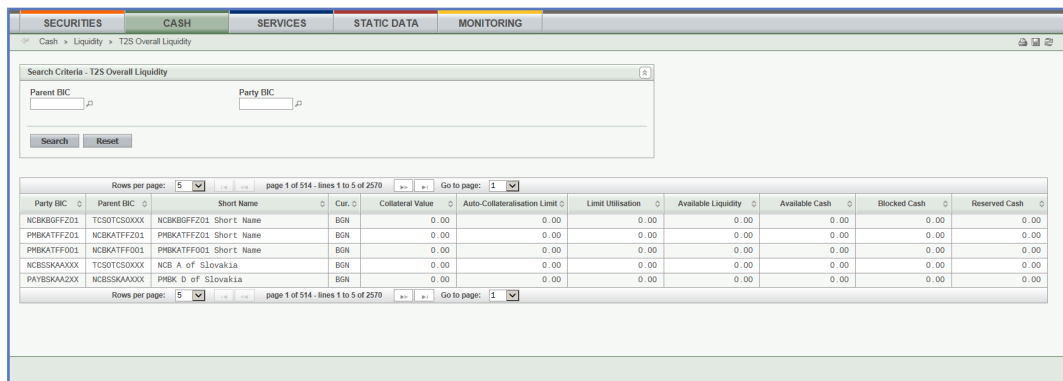 SECURITIES CASH SERVICES STATIC DATA MONITORING
Cash » Liquidity » T2S Overall Liquidity
Search Criteria - T2S Overall Liquidity
Parent BIC Party BIC
Search Reset
Rows per page: 5 page 1 of 514 - lines 1 to 5 of 2570 Go to page: 1
Party BIC Parent BIC Short Name Cur. Collateral Value Auto-Collateralisation Limit Limit Utilisation Available Liquidity Available Cash Blocked Cash Reserved Cash
NCBKBGFFZ01 TCSOTCSOXXX NCBKBGFFZ01 Short Name BGN 0.00 0.00 0.00 0.00 0.00 0.00 0.00
PMBKATFFZ01 NCBKATFFZ01 PMBKATFFZ01 Short Name BGN 0.00 0.00 0.00 0.00 0.00 0.00 0.00
PMBKATFF001 NCBKATFF001 PMBKATFF001 Short Name BGN 0.00 0.00 0.00 0.00 0.00 0.00 0.00
NCBSSKAAXXX TCSOTCSOXXX NCB A of Slovakia BGN 0.00 0.00 0.00 0.00 0.00 0.00 0.00
PAYBSKAA2XX NCBSSKAAXXX PMBK D of Slovakia BGN 0.00 0.00 0.00 0.00 0.00 0.00 0.00
Rows per page: 5 page 1 of 514 - lines 1 to 5 of 2570 Go to page: 1